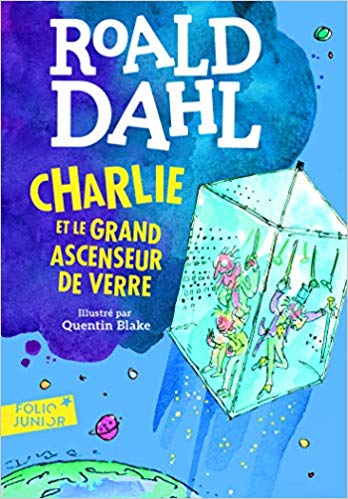 ROALD
DAHL
CHARLIE
ET LE GRAND
ASCENSEUR
DE VERRE
Illustré par
Quentin Blake
FOLIO
JUNIOR